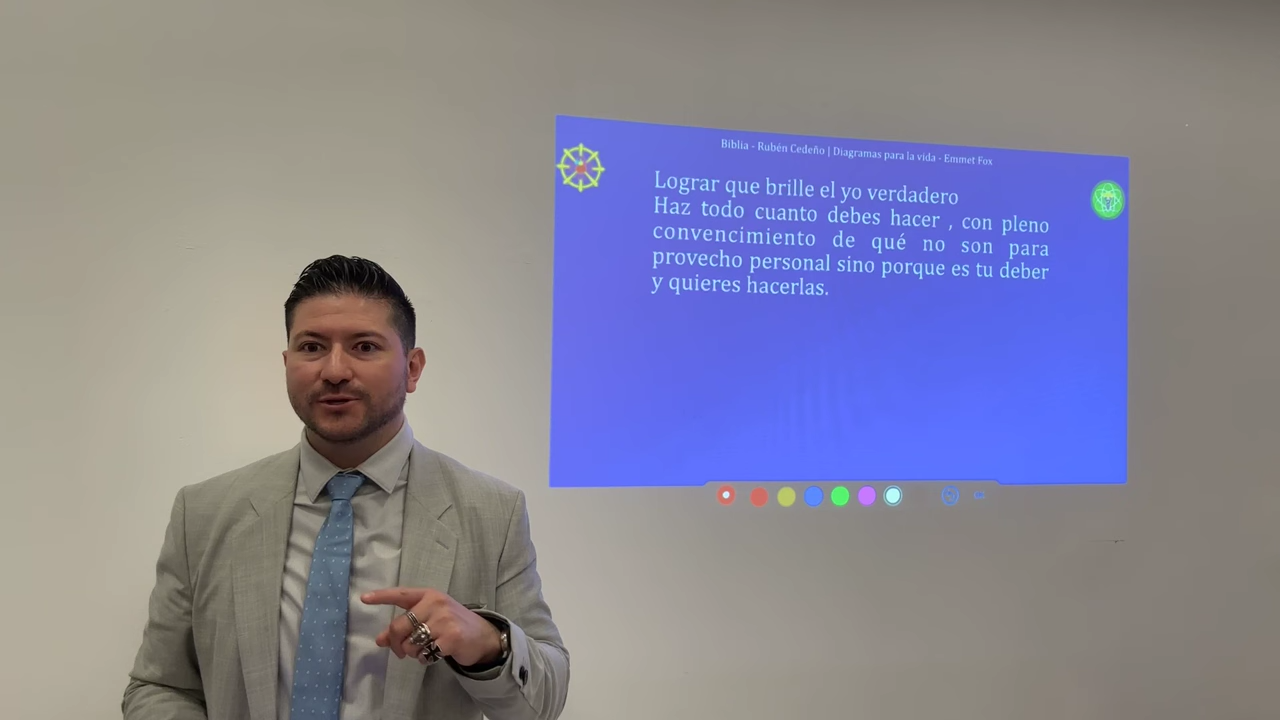 Biblia - Rubén Cedeño | Diagramas para la vida - Emmet Fox
Lograr que brille el yo verdadero
Haz todo cuanto debes hacer , con pleno
convencimiento de qué no son para
provecho personal sino porque es tu deber
y quieres hacerlas.